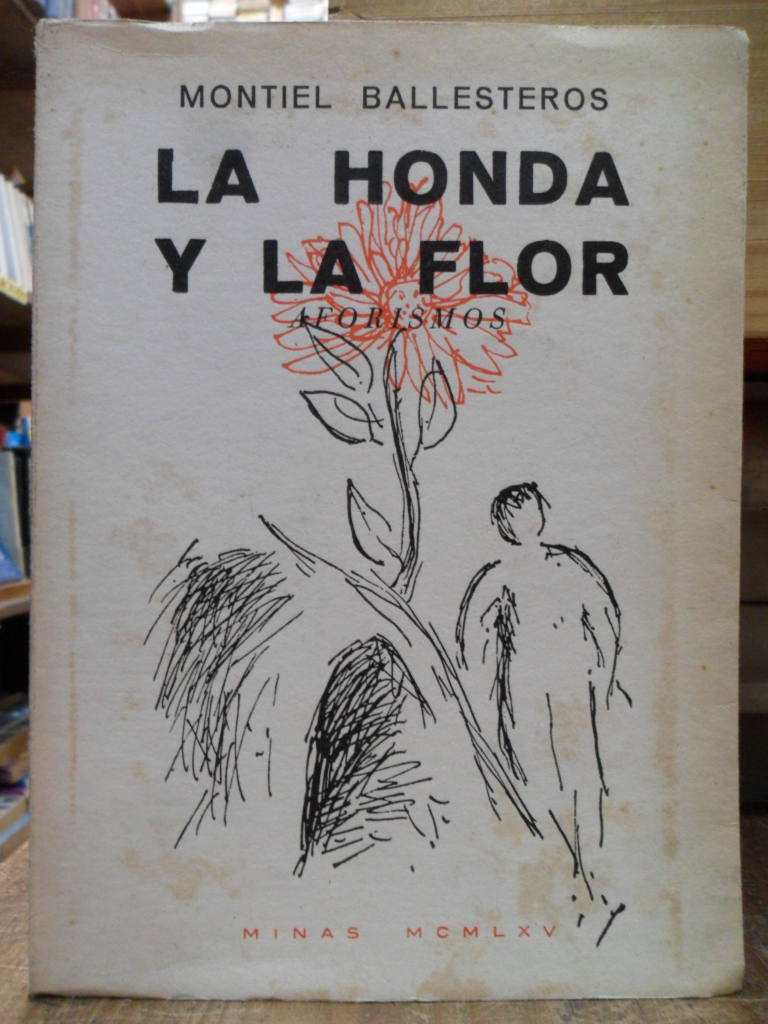 MONTIEL BALLESTEROS
LA HONDA
Y LA FLOR
AFORISMOS
MINAS MCMLXV